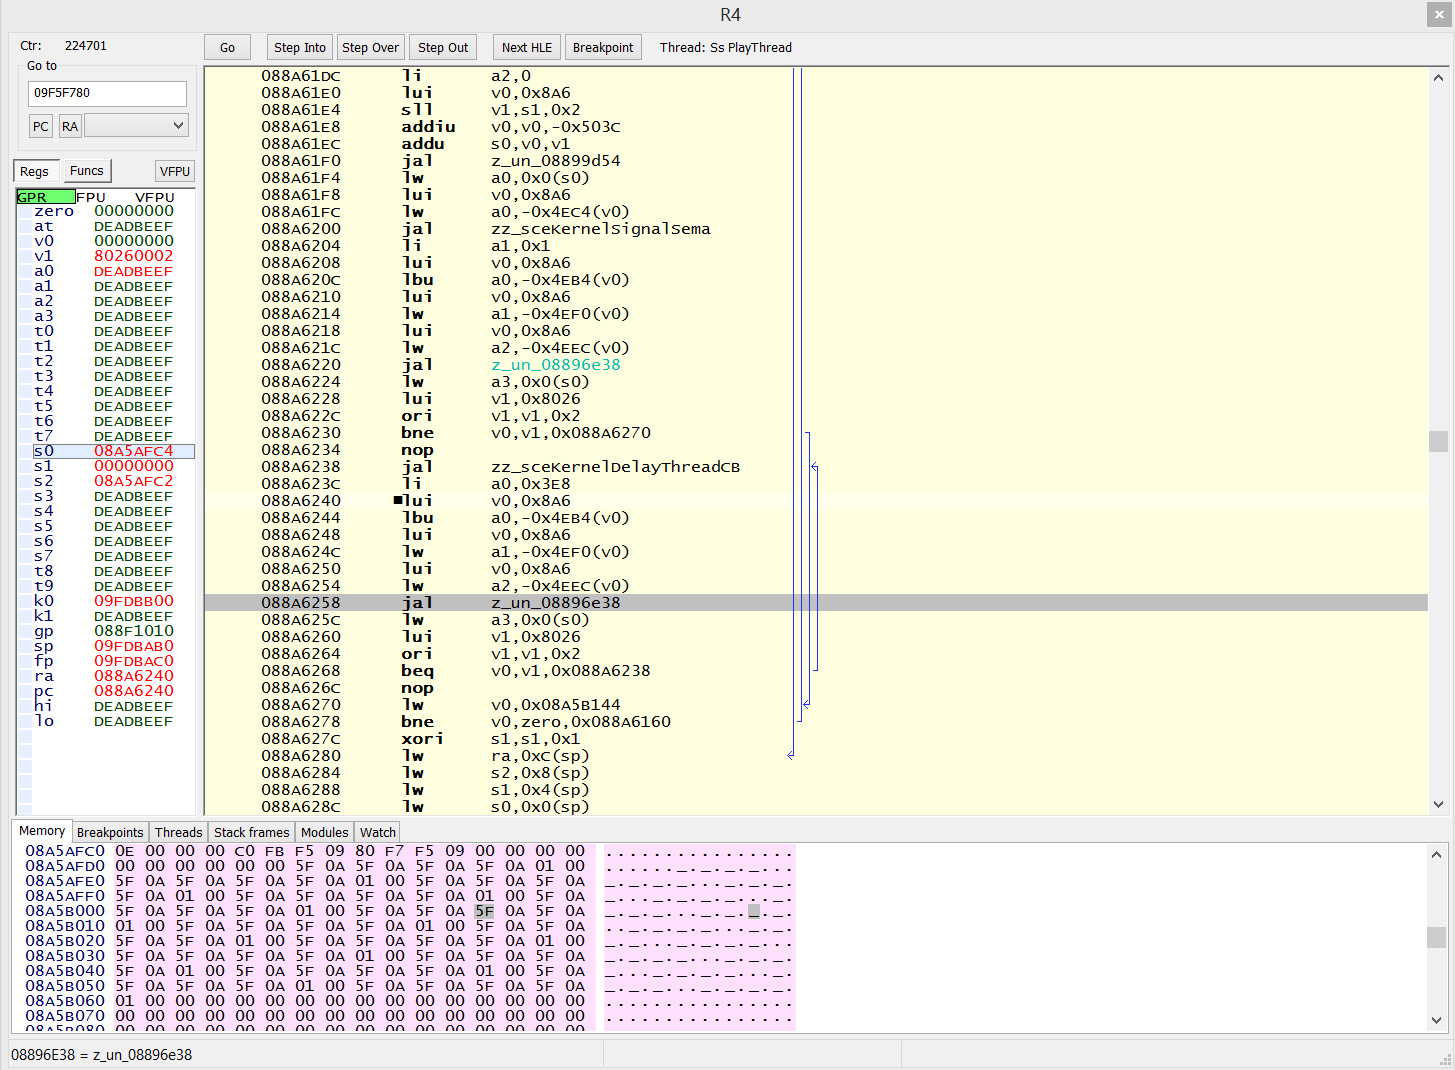 R4
Ctr: 224701
Go Step Into Step Over Step Out Next HLE Breakpoint Thread: Ss PlayThread
Go to
09F5F780
PC RA
Regs Funcs VFPU
GPR FPU VFPU
zero 00000000
at DEADBEEF
v0 00000000
v1 80260002
a0 DEADBEEF
a1 DEADBEEF
a2 DEADBEEF
a3 DEADBEEF
t0 DEADBEEF
t1 DEADBEEF
t2 DEADBEEF
t3 DEADBEEF
t4 DEADBEEF
t5 DEADBEEF
t6 DEADBEEF
t7 DEADBEEF
s0 08A5AFC4
s1 00000000
s2 08A5AFC2
s3 DEADBEEF
s4 DEADBEEF
s5 DEADBEEF
s6 DEADBEEF
s7 DEADBEEF
t8 DEADBEEF
t9 DEADBEEF
k0 09FDBB00
k1 DEADBEEF
gp 088F1010
sp 09FDBAB0
fp 09FDBAC0
ra 088A6240
pc 088A6240
hi DEADBEEF
lo DEADBEEF
088A61DC li a2,0
088A61E0 lui v0,0x8A6
088A61E4 sll v1,s1,0x2
088A61E8 addiu v0,v0,-0x503C
088A61EC addu s0,v0,v1
088A61F0 jal z_un_08899d54
088A61F4 lw a0,0x0(s0)
088A61F8 lui v0,0x8A6
088A61FC lw a0,-0x4EC4(v0)
088A6200 jal zz_sceKernelSignalSema
088A6204 li a1,0x1
088A6208 lui v0,0x8A6
088A620C lbu a0,-0x4EB4(v0)
088A6210 lui v0,0x8A6
088A6214 lw a1,-0x4EF0(v0)
088A6218 lui v0,0x8A6
088A621C lw a2,-0x4EEC(v0)
088A6220 jal z_un_08896e38
088A6224 lw a3,0x0(s0)
088A6228 lui v1,0x8026
088A622C ori v1,v1,0x2
088A6230 bne v0,v1,0x088A6270
088A6234 nop
088A6238 jal zz_sceKernelDelayThreadCB
088A623C li a0,0x3E8
088A6240 ■lui v0,0x8A6
088A6244 lbu a0,-0x4EB4(v0)
088A6248 lui v0,0x8A6
088A624C lw a1,-0x4EF0(v0)
088A6250 lui v0,0x8A6
088A6254 lw a2,-0x4EEC(v0)
088A6258 jal z_un_08896e38
088A625C lw a3,0x0(s0)
088A6260 lui v1,0x8026
088A6264 ori v1,v1,0x2
088A6268 beq v0,v1,0x088A6238
088A626C nop
088A6270 lw v0,0x08A5B144
088A6278 bne v0,zero,0x088A6160
088A627C xori s1,s1,0x1
088A6280 lw ra,0xC(sp)
088A6284 lw s2,0x8(sp)
088A6288 lw s1,0x4(sp)
088A628C lw s0,0x0(sp)
Memory Breakpoints Threads Stack frames Modules Watch
08A5AFC0 0E 00 00 00 C0 FB F5 09 80 F7 F5 09 00 00 00 00 ................
08A5AFD0 00 00 00 00 00 00 5F 0A 5F 0A 5F 0A 5F 0A 01 00 ......_._._._...
08A5AFE0 5F 0A 5F 0A 5F 0A 5F 0A 01 00 5F 0A 5F 0A 5F 0A _._._._..._._._.
08A5AFF0 5F 0A 01 00 5F 0A 5F 0A 5F 0A 5F 0A 01 00 5F 0A _..._._._._..._.
08A5B000 5F 0A 5F 0A 5F 0A 01 00 5F 0A 5F 0A 5F 0A 5F 0A _._._..._._._._.
08A5B010 01 00 5F 0A 5F 0A 5F 0A 5F 0A 01 00 5F 0A 5F 0A .._._._._..._._.
08A5B020 5F 0A 5F 0A 01 00 5F 0A 5F 0A 5F 0A 5F 0A 01 00 _._..._._._._...
08A5B030 5F 0A 5F 0A 5F 0A 5F 0A 01 00 5F 0A 5F 0A 5F 0A _._._._..._._._.
08A5B040 5F 0A 01 00 5F 0A 5F 0A 5F 0A 5F 0A 01 00 5F 0A _..._._._._..._.
08A5B050 5F 0A 5F 0A 5F 0A 01 00 5F 0A 5F 0A 5F 0A 5F 0A _._._..._._._._.
08A5B060 01 00 00 00 00 00 00 00 00 00 00 00 00 00 00 00 ................
08A5B070 00 00 00 00 00 00 00 00 00 00 00 00 00 00 00 00 ................
08A5B080 00 00 00 00 00 00 00 00 00 00 00 00 00 00 00 00
08896E38 = z_un_08896e38